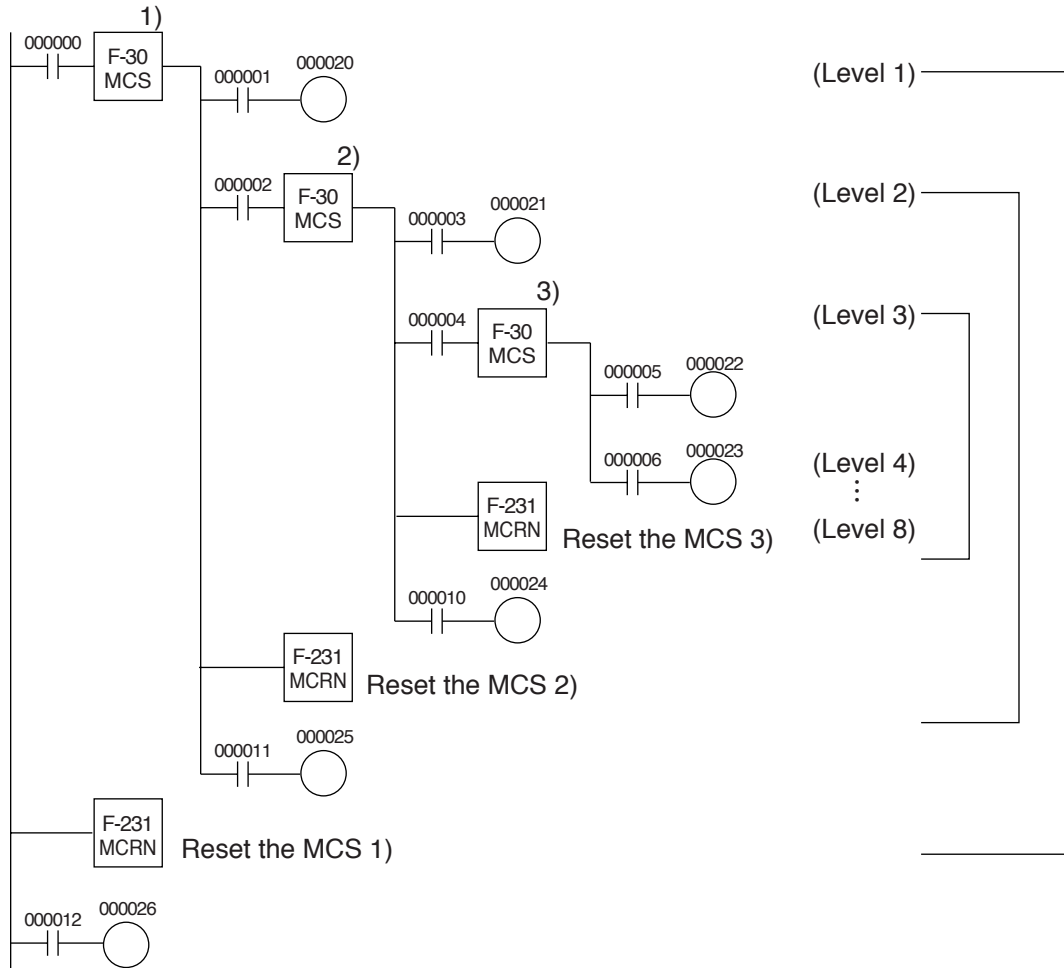 1)
000000
F-30
MCS
000001
000020
(Level 1)
2)
000002
F-30
MCS
000003
000021
(Level 2)
3)
000004
F-30
MCS
000005
000022
(Level 3)
000006
000023
(Level 4)
F-231
MCRN
Reset the MCS 3)
(Level 8)
000010
000024
F-231
MCRN
Reset the MCS 2)
000011
000025
F-231
MCRN
Reset the MCS 1)
000012
000026